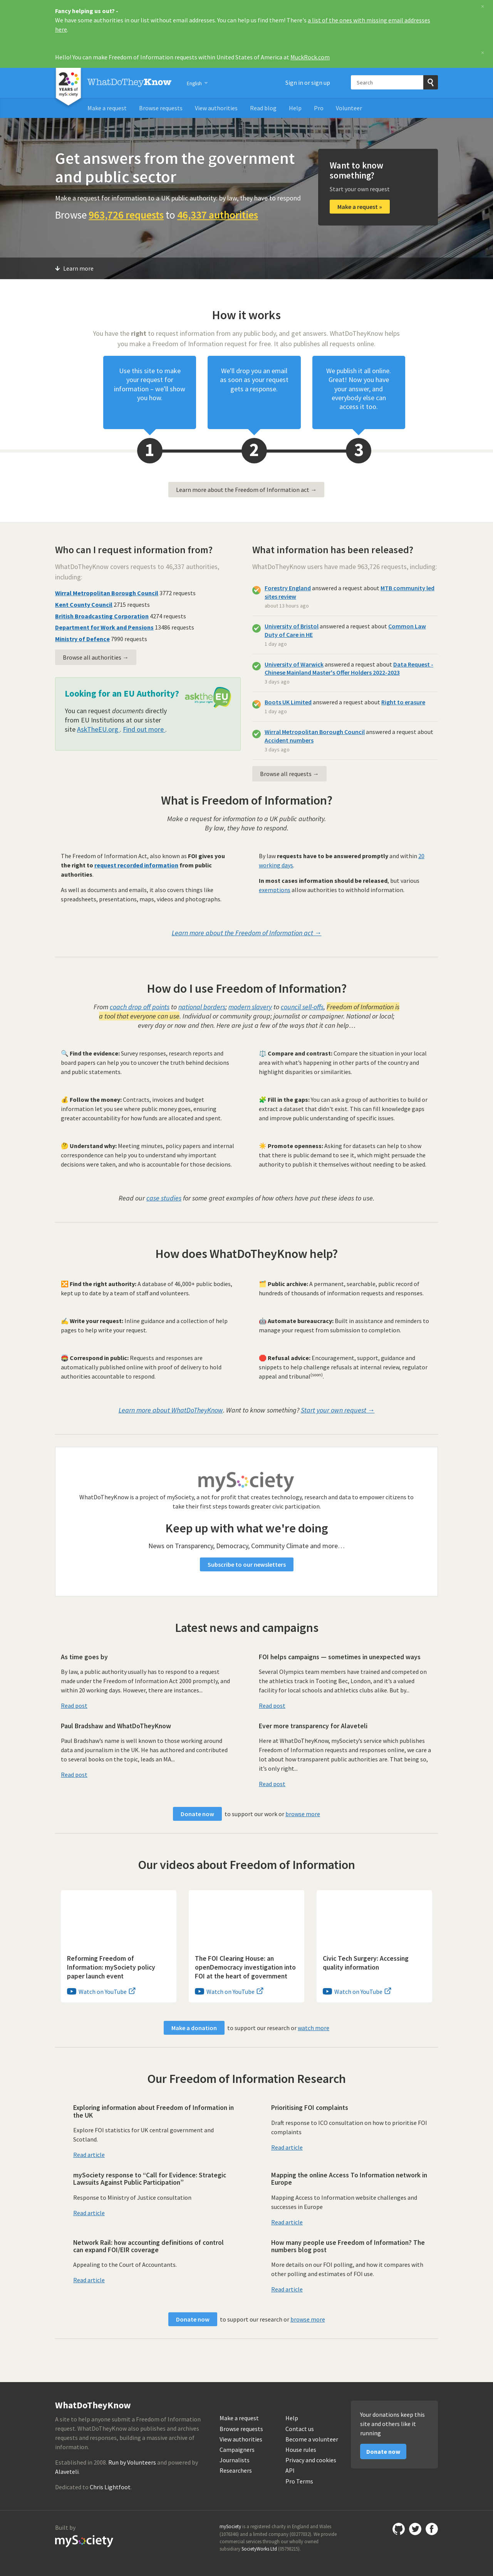 Fancy helping us out? -
We have some authorities in our list without email addresses. You can help us find them! There's a list of the ones with missing email addresses
here.
Hello! You can make Freedom of Information requests within United States of America at MuckRock.com
20
YEARS of
mySociety
WhatDoTheyKnow
English
Sign in or sign up
Search
Make a request
Browse requests
View authorities
Read blog
Help
Pro
Volunteer
Get answers from the government
and public sector
Make a request for information to a UK public authority: by law, they have to respond
Browse 963,726 requests to 46,337 authorities
Want to know
something?
Start your own request
Make a request »
Learn more
How it works
You have the right to request information from any public body, and get answers. WhatDoTheyKnow helps
you make a Freedom of Information request for free. It also publishes all requests online.
Use this site to make
your request for
information – we'll show
you how.
We'll drop you an email
as soon as your request
gets a response.
We publish it all online.
Great! Now you have
your answer, and
everybody else can
access it too.
1
2
3
Learn more about the Freedom of Information act →
Who can I request information from?
WhatDoTheyKnow covers requests to 46,337 authorities,
including:
Wirral Metropolitan Borough Council 3772 requests
Kent County Council 2715 requests
British Broadcasting Corporation 4274 requests
Department for Work and Pensions 13486 requests
Ministry of Defence 7990 requests
Browse all authorities →
Looking for an EU Authority?
asktheEU
You can request documents directly
from EU Institutions at our sister
site AskTheEU.org . Find out more .
What information has been released?
WhatDoTheyKnow users have made 963,726 requests, including:
Forestry England answered a request about MTB community led
sites review
about 13 hours ago
University of Bristol answered a request about Common Law
Duty of Care in HE
1 day ago
University of Warwick answered a request about Data Request -
Chinese Mainland Master's Offer Holders 2022-2023
3 days ago
Boots UK Limited answered a request about Right to erasure
1 day ago
Wirral Metropolitan Borough Council answered a request about
Accident numbers
3 days ago
Browse all requests →
What is Freedom of Information?
Make a request for information to a UK public authority.
By law, they have to respond.
The Freedom of Information Act, also known as FOI gives you
the right to request recorded information from public
authorities.
As well as documents and emails, it also covers things like
spreadsheets, presentations, maps, videos and photographs.
By law requests have to be answered promptly and within 20
working days.
In most cases information should be released, but various
exemptions allow authorities to withhold information.
Learn more about the Freedom of Information act →
How do I use Freedom of Information?
From coach drop off points to national borders; modern slavery to council sell-offs, Freedom of Information is
a tool that everyone can use. Individual or community group; journalist or campaigner. National or local;
every day or now and then. Here are just a few of the ways that it can help…
🔍 Find the evidence: Survey responses, research reports and
board papers can help you to uncover the truth behind decisions
and public statements.
⚖️ Compare and contrast: Compare the situation in your local
area with what's happening in other parts of the country and
highlight disparities or similarities.
💰 Follow the money: Contracts, invoices and budget
information let you see where public money goes, ensuring
greater accountability for how funds are allocated and spent.
🧩 Fill in the gaps: You can ask a group of authorities to build or
extract a dataset that didn't exist. This can fill knowledge gaps
and improve public understanding of specific issues.
🤔 Understand why: Meeting minutes, policy papers and internal
correspondence can help you to understand why important
decisions were taken, and who is accountable for those decisions.
☀️ Promote openness: Asking for datasets can help to show
that there is public demand to see it, which might persuade the
authority to publish it themselves without needing to be asked.
Read our case studies for some great examples of how others have put these ideas to use.
How does WhatDoTheyKnow help?
🔀 Find the right authority: A database of 46,000+ public bodies,
kept up to date by a team of staff and volunteers.
🗂️ Public archive: A permanent, searchable, public record of
hundreds of thousands of information requests and responses.
✍️ Write your request: Inline guidance and a collection of help
pages to help write your request.
🤖 Automate bureaucracy: Built in assistance and reminders to
manage your request from submission to completion.
📮 Correspond in public: Requests and responses are
automatically published online with proof of delivery to hold
authorities accountable to respond.
🛑 Refusal advice: Encouragement, support, guidance and
snippets to help challenge refusals at internal review, regulator
appeal and tribunal[soon].
Learn more about WhatDoTheyKnow. Want to know something? Start your own request →
mySociety
WhatDoTheyKnow is a project of mySociety, a not for profit that creates technology, research and data to empower citizens to
take their first steps towards greater civic participation.
Keep up with what we're doing
News on Transparency, Democracy, Community Climate and more…
Subscribe to our newsletters
Latest news and campaigns
As time goes by
By law, a public authority usually has to respond to a request
made under the Freedom of Information Act 2000 promptly, and
within 20 working days. However, there are instances...
Read post
FOI helps campaigns — sometimes in unexpected ways
Several Olympics team members have trained and competed on
the athletics track in Tooting Bec, London, and it's a valued
facility for local schools and athletics clubs alike. But by...
Read post
Paul Bradshaw and WhatDoTheyKnow
Paul Bradshaw's name is well known to those working around
data and journalism in the UK. He has authored and contributed
to several books on the topic, leads an MA...
Read post
Ever more transparency for Alaveteli
Here at WhatDoTheyKnow, mySociety's service which publishes
Freedom of Information requests and responses online, we care a
lot about how transparent public authorities are. That being so,
it's only right...
Read post
Donate now to support our work or browse more
Our videos about Freedom of Information
Reforming Freedom of
Information: mySociety policy
paper launch event
Watch on YouTube
The FOI Clearing House: an
openDemocracy investigation into
FOI at the heart of government
Watch on YouTube
Civic Tech Surgery: Accessing
quality information
Watch on YouTube
Make a donation to support our research or watch more
Our Freedom of Information Research
Exploring information about Freedom of Information in
the UK
Explore FOI statistics for UK central government and
Scotland.
Read article
Prioritising FOI complaints
Draft response to ICO consultation on how to prioritise FOI
complaints
Read article
mySociety response to “Call for Evidence: Strategic
Lawsuits Against Public Participation”
Response to Ministry of Justice consultation
Read article
Mapping the online Access To Information network in
Europe
Mapping Access to Information website challenges and
successes in Europe
Read article
Network Rail: how accounting definitions of control
can expand FOI/EIR coverage
Appealing to the Court of Accountants.
Read article
How many people use Freedom of Information? The
numbers blog post
More details on our FOI polling, and how it compares with
other polling and estimates of FOI use.
Read article
Donate now to support our research or browse more
WhatDoTheyKnow
A site to help anyone submit a Freedom of Information
request. WhatDoTheyKnow also publishes and archives
requests and responses, building a massive archive of
information.
Established in 2008. Run by Volunteers and powered by
Alaveteli.
Dedicated to Chris Lightfoot.
Make a request
Browse requests
View authorities
Campaigners
Journalists
Researchers
Help
Contact us
Become a volunteer
House rules
Privacy and cookies
API
Pro Terms
Your donations keep this
site and others like it
running
Donate now
Built by
mySociety
mySociety is a registered charity in England and Wales
(1076346) and a limited company (03277032). We provide
commercial services through our wholly owned
subsidiary SocietyWorks Ltd (05798215).